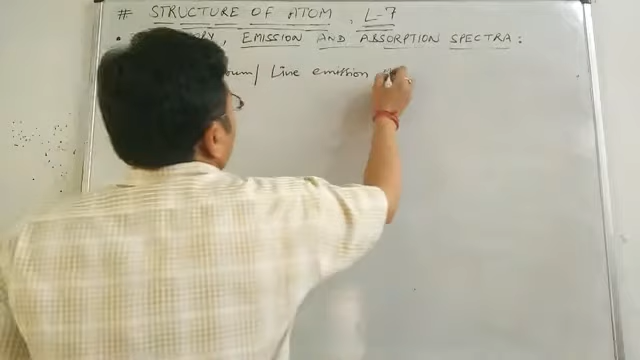 # STRUCTURE OF ATOM, L-7
EMISSION AND ABSORPTION SPECTRA :
Line emission